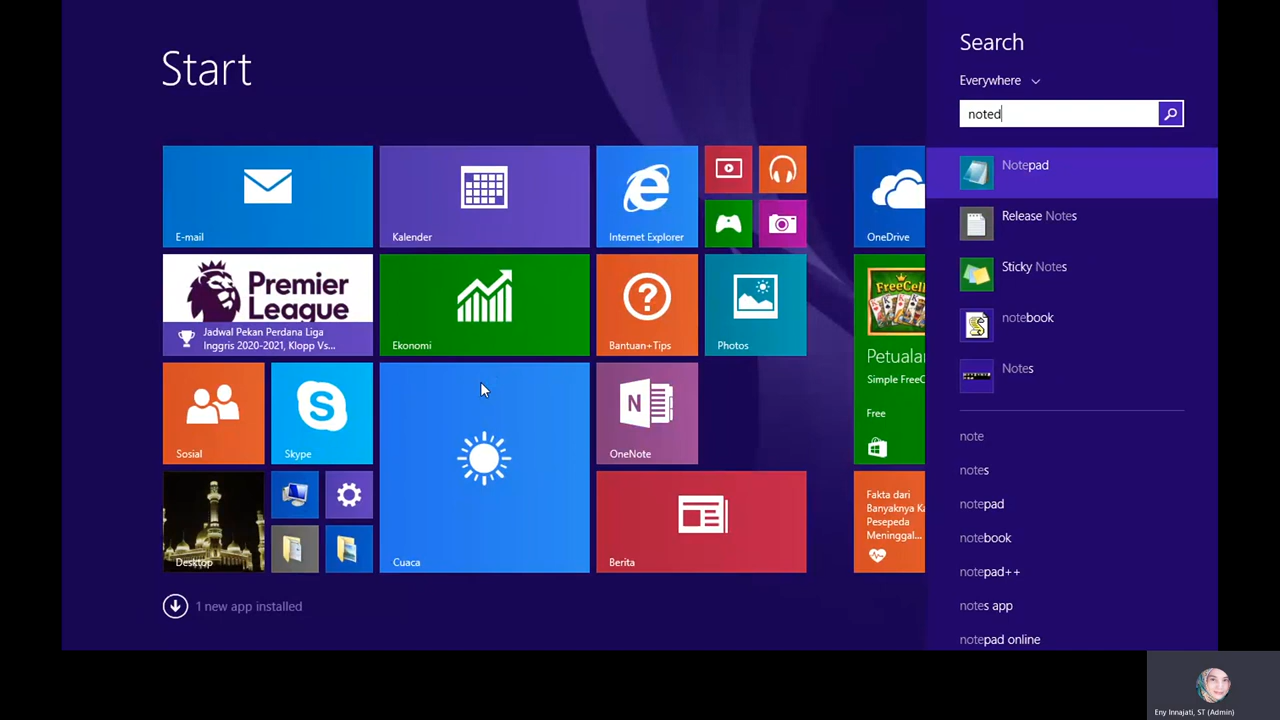 Start
Search
Everywhere
noted
E-mail
Kalender
Internet Explorer
OneDrive
Premier
League
Jadwal Pekan Perdana Liga
Inggris 2020-2021, Klopp Vs...
Ekonomi
Bantuan+Tips
Photos
FreeCell
Petualan
Simple FreeC
Free
Sosial
Skype
Cuaca
OneNote
Desktop
Berita
Fakta dari
Banyaknya Ka
Pesepeda
Meninggal...
1 new app installed
Notepad
Release Notes
Sticky Notes
notebook
Notes
note
notes
notepad
notebook
notepad++
notes app
notepad online
Eny Innajati, ST (Admin)